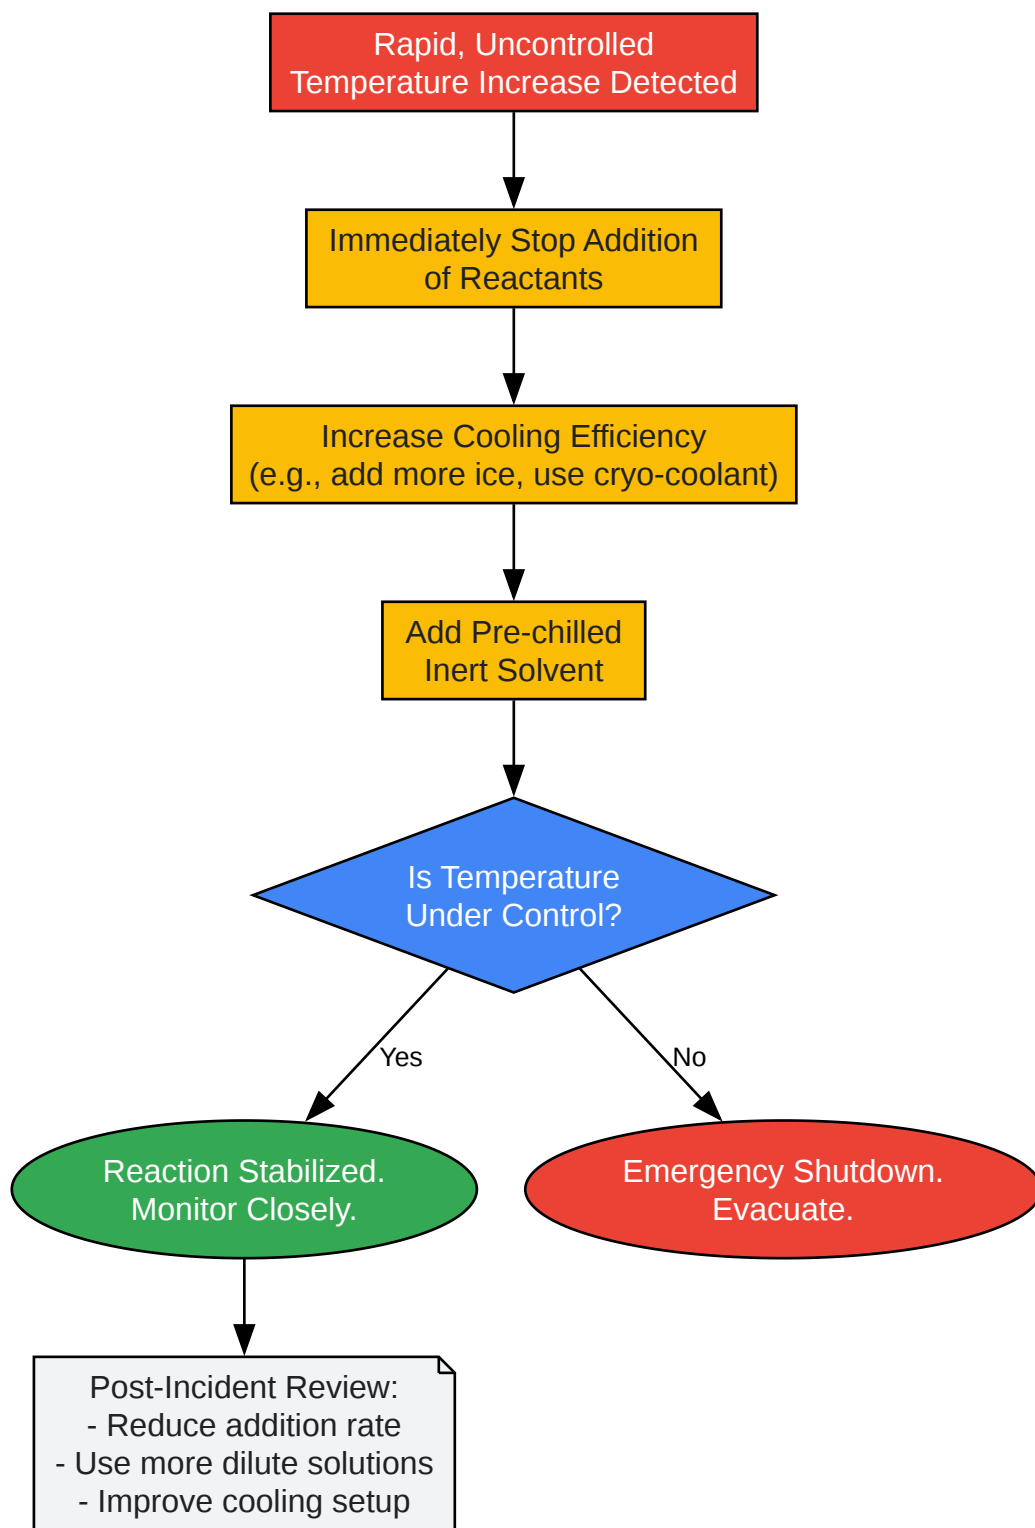 Rapid, Uncontrolled
Temperature Increase Detected
Immediately Stop Addition
of Reactants
Increase Cooling Efficiency
(e.g., add more ice, use cryo-coolant)
Add Pre-chilled
Inert Solvent
Is Temperature
Under Control?
Yes
No
Reaction Stabilized.
Monitor Closely.
Emergency Shutdown.
Evacuate.
Post-Incident Review:
- Reduce addition rate
- Use more dilute solutions
- Improve cooling setup